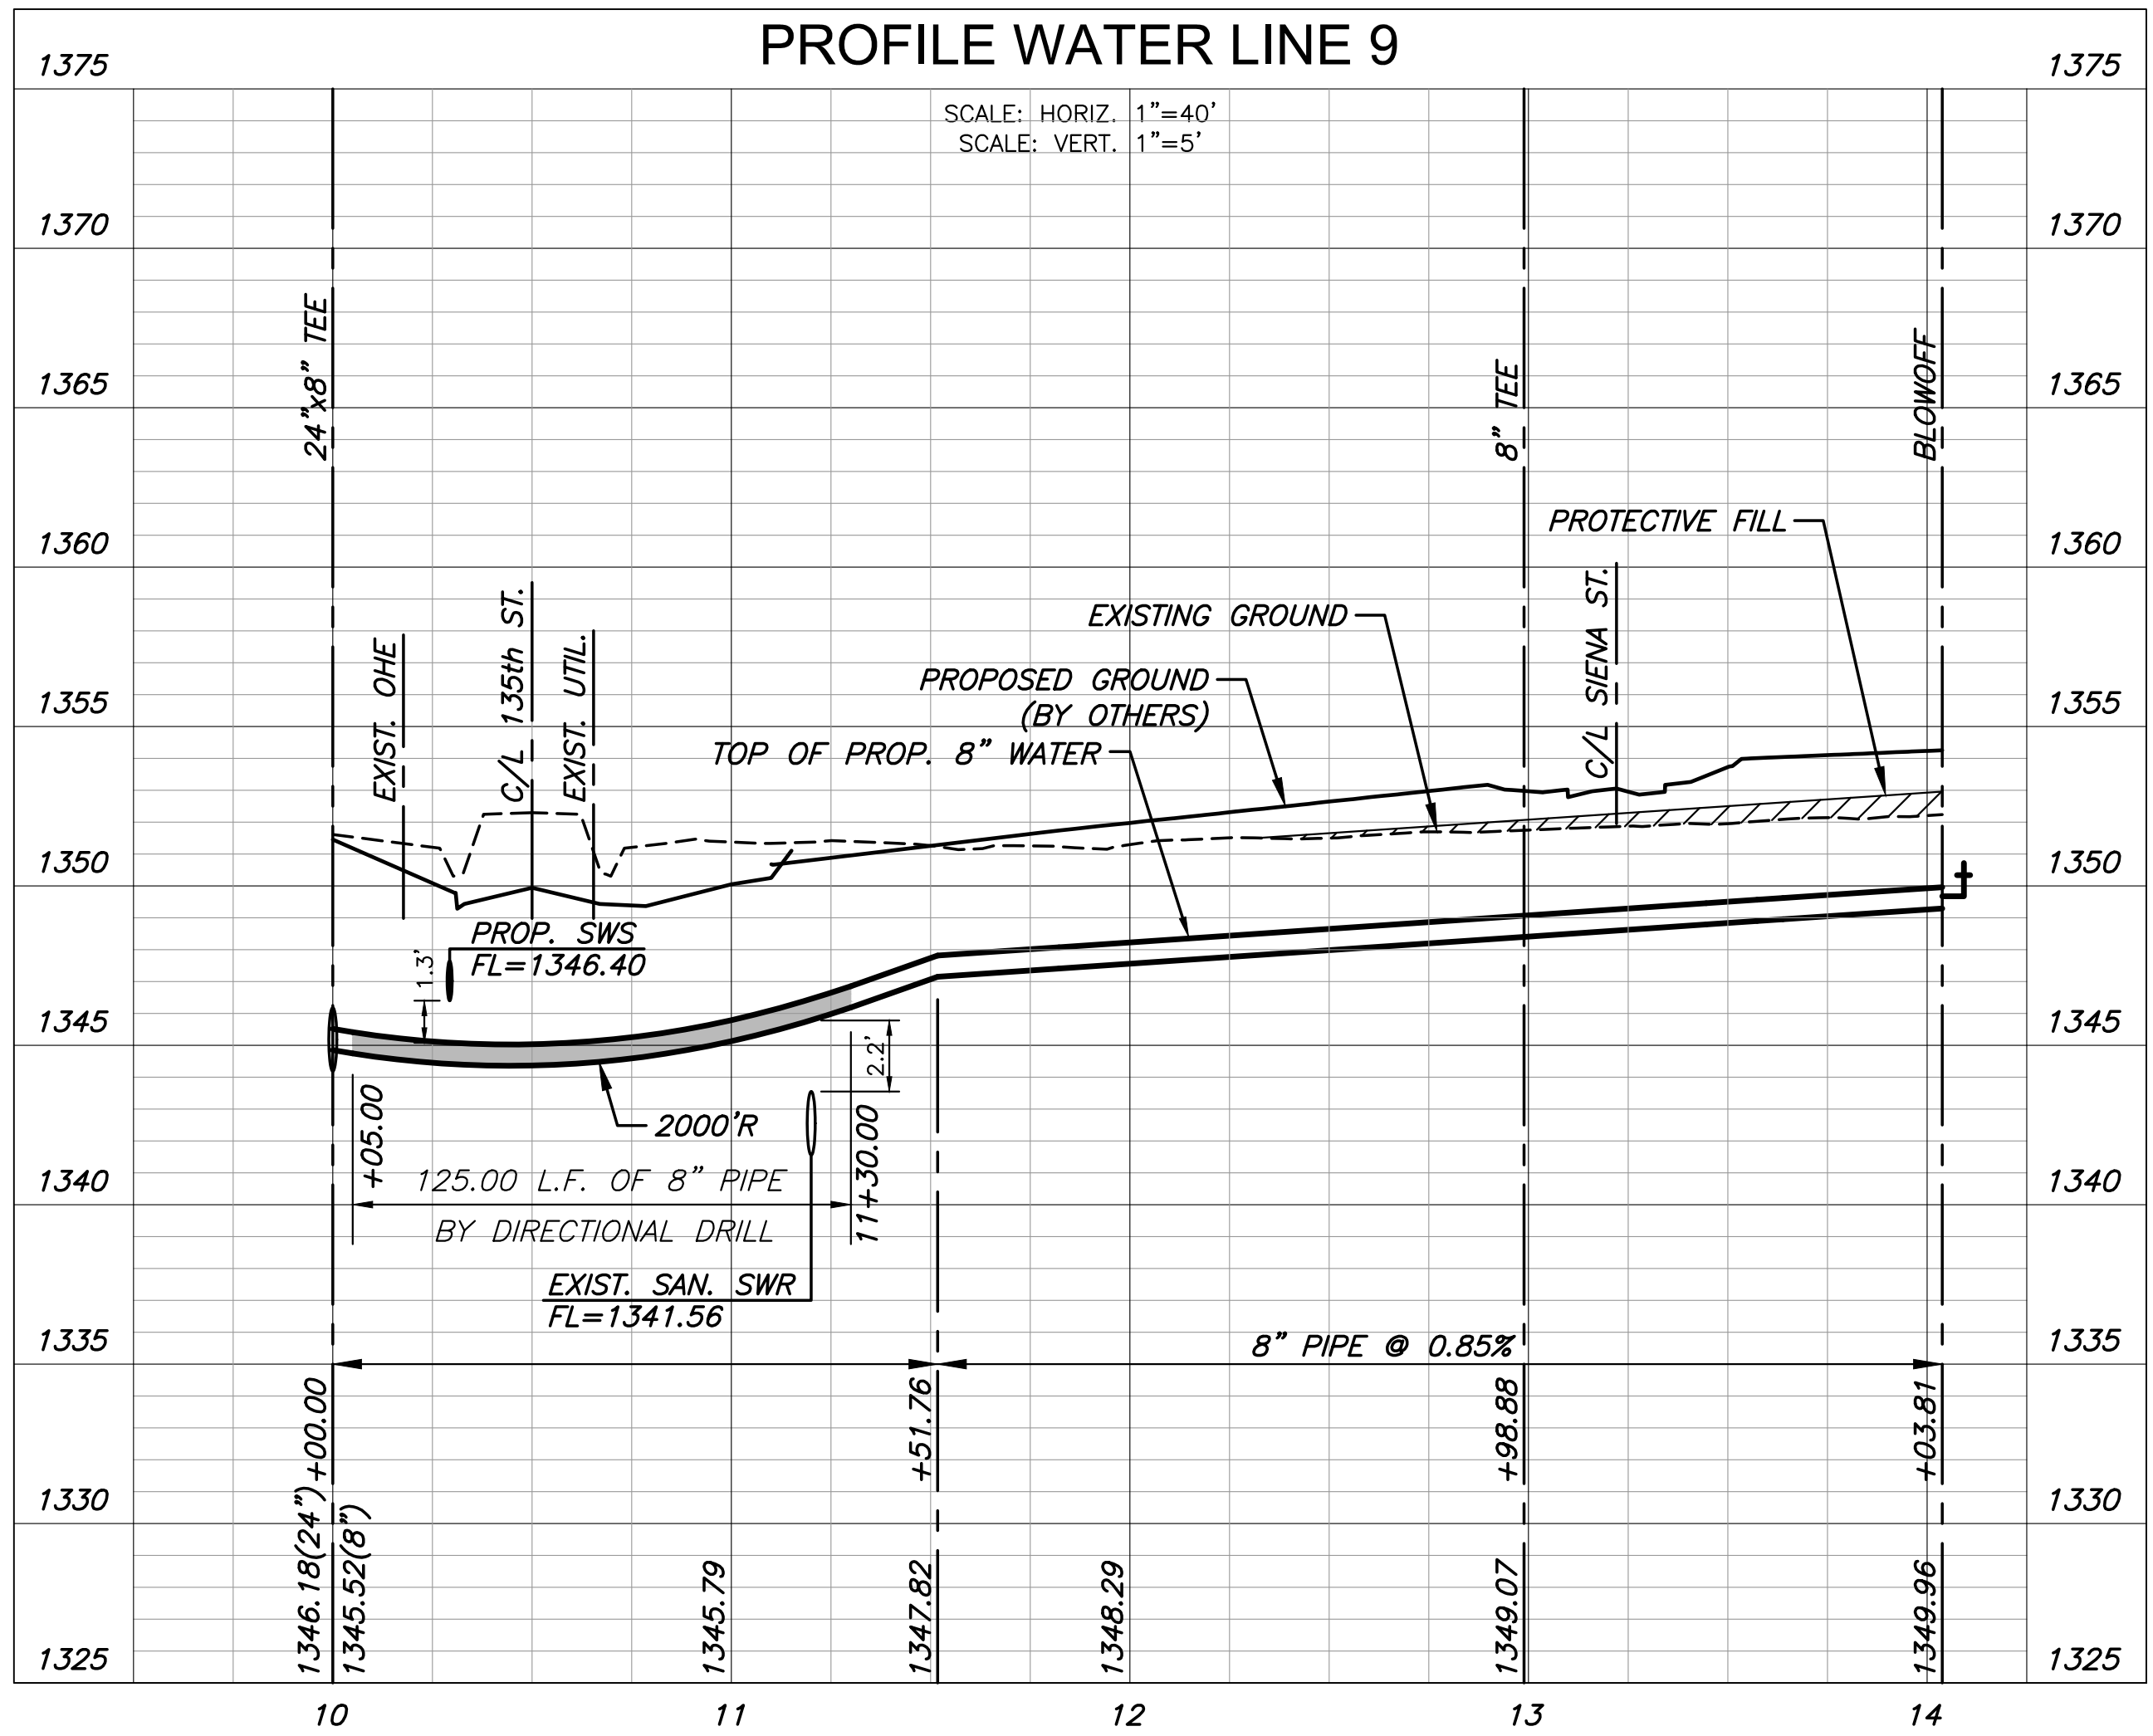 PROFILE WATER LINE 9
SCALE: HORIZ. 1"=40'
SCALE: VERT. 1"=5'
1375 1375
1370 1370
1365 1365
1360 1360
1355 1355
1350 1350
1345 1345
1340 1340
1335 1335
1330 1330
1325 1325
24"x8" TEE
8" TEE
BLOWOFF
EXIST. OHE
C/L 135th ST.
EXIST. UTIL.
C/L SIENA ST.
PROTECTIVE FILL
EXISTING GROUND
PROPOSED GROUND
(BY OTHERS)
TOP OF PROP. 8" WATER
PROP. SWS
FL=1346.40
1.3'
2.2'
2000'R
+05.00
11+30.00
125.00 L.F. OF 8" PIPE
BY DIRECTIONAL DRILL
EXIST. SAN. SWR
FL=1341.56
8" PIPE @ 0.85%
+00.00
+51.76
+98.88
+03.81
1346.18(24")
1345.52(8")
1345.79
1347.82
1348.29
1349.07
1349.96
10 11 12 13 14